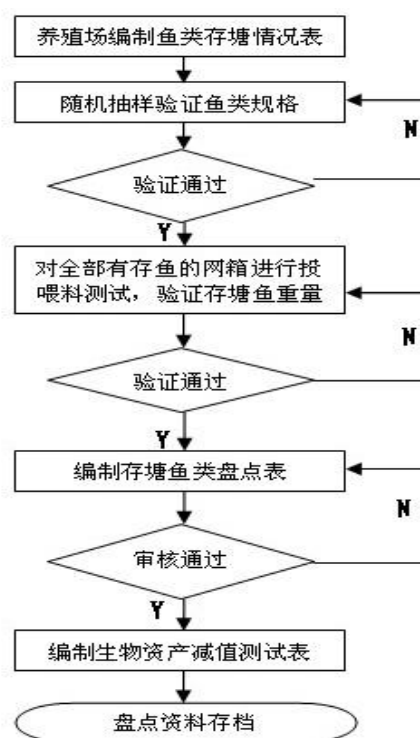 养殖场编制鱼类存塘情况表
随机抽样验证鱼类规格
N
验证通过
Y
对全部有存鱼的网箱进行投
喂料测试，验证存塘鱼重量
N
验证通过
Y
编制存塘鱼类盘点表
N
审核通过
Y
编制生物资产减值测试表
盘点资料存档